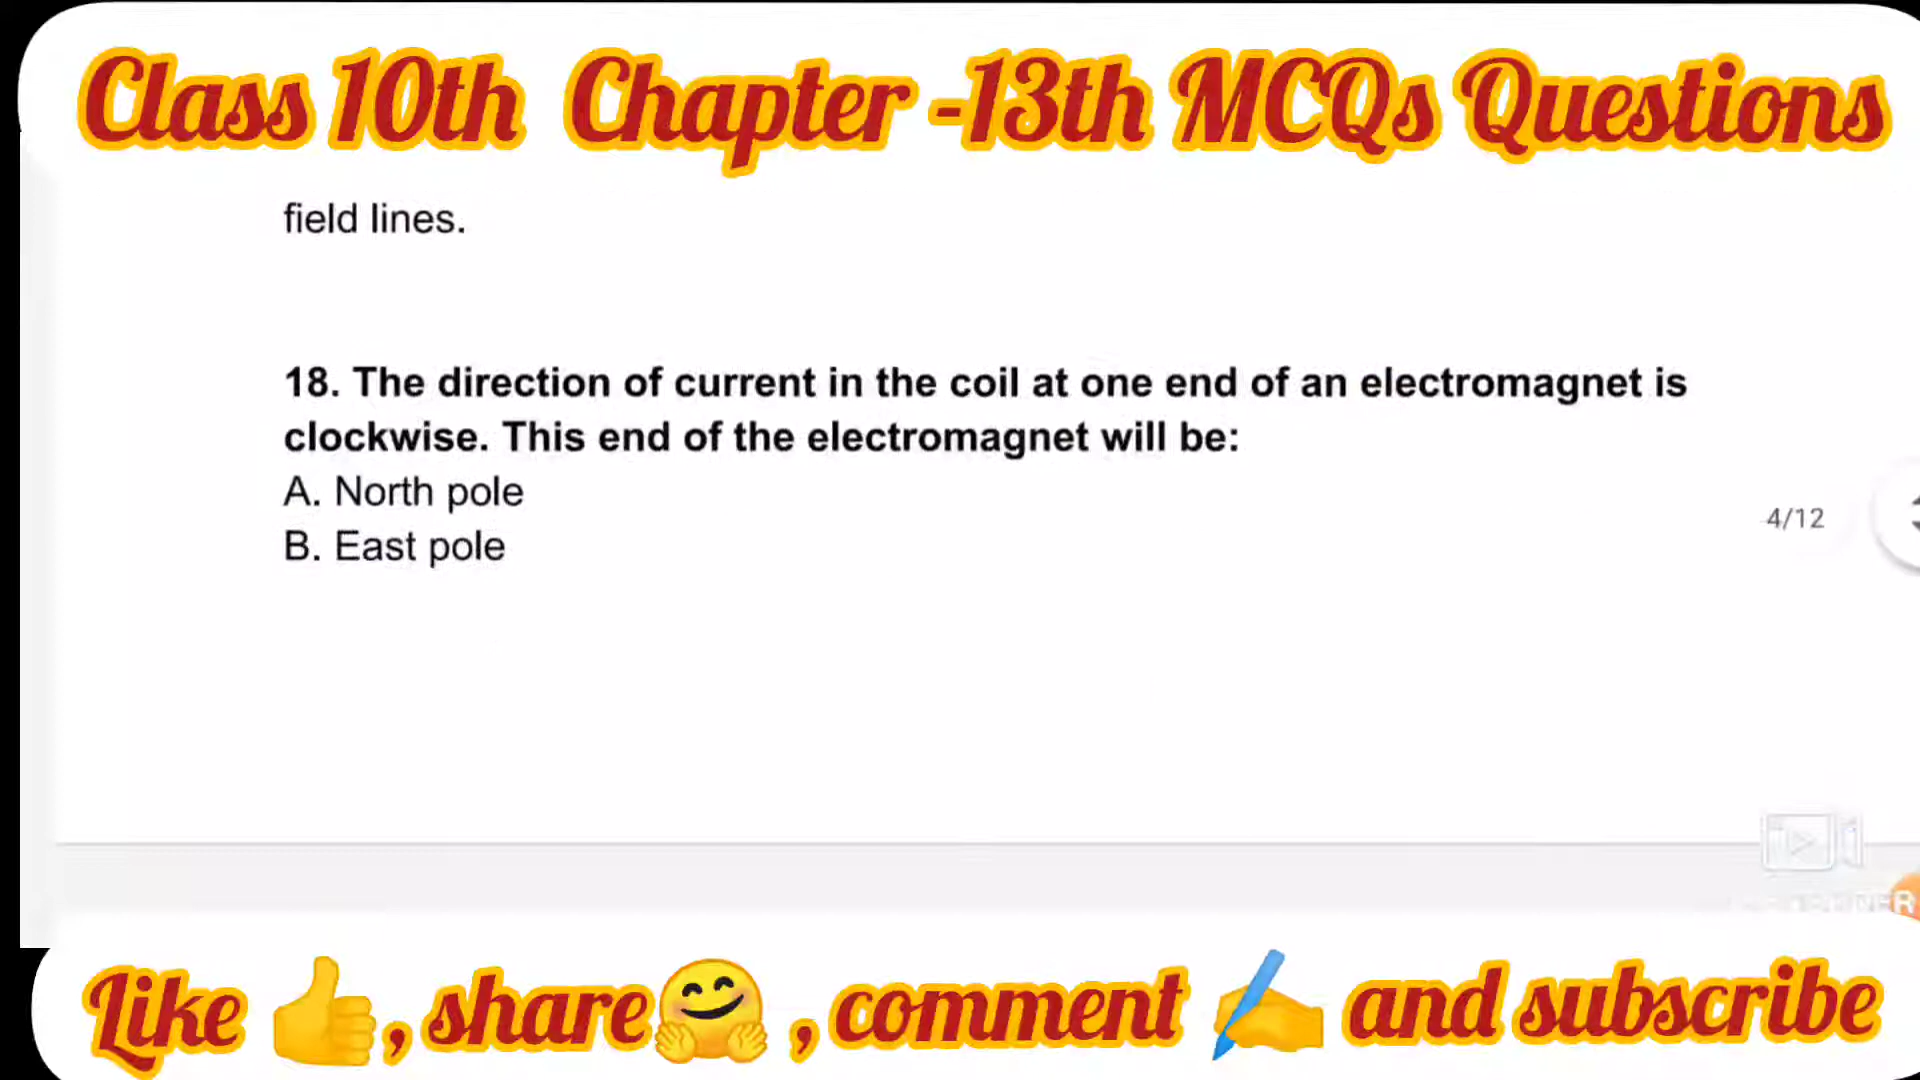 Class 10th Chapter -13th MCQs Questions
field lines.
18. The direction of current in the coil at one end of an electromagnet is
clockwise. This end of the electromagnet will be:
A. North pole
B. East pole
4/12
Like 👍, share🤗, comment ✍ and subscribe